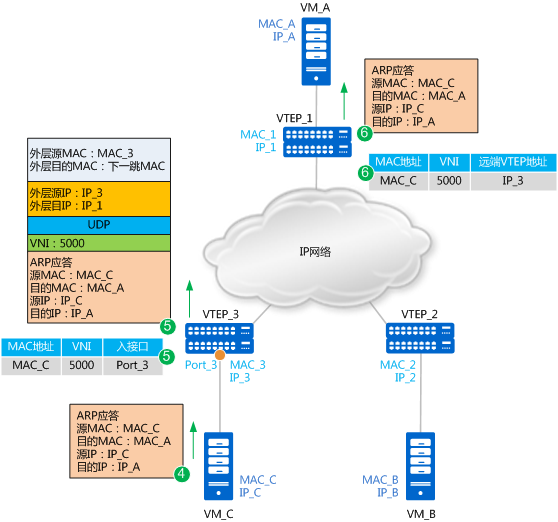 VM_A
MAC_A
IP_A
ARP应答
源MAC：MAC_C
目的MAC：MAC_A
源IP：IP_C
目的IP：IP_A
6
VTEP_1
MAC_1
IP_1
MAC地址 VNI 远端VTEP地址
MAC_C 5000 IP_3
6
外层源MAC：MAC_3
外层目的MAC：下一跳MAC
外层源IP：IP_3
外层目IP：IP_1
UDP
VNI：5000
ARP应答
源MAC：MAC_C
目的MAC：MAC_A
源IP：IP_C
目的IP：IP_A
5
IP网络
VTEP_3
VTEP_2
MAC地址 VNI 入接口
MAC_C 5000 Port_3
5
Port_3
MAC_3
IP_3
MAC_2
IP_2
ARP应答
源MAC：MAC_C
目的MAC：MAC_A
源IP：IP_C
目的IP：IP_A
4
MAC_C
IP_C
VM_C
MAC_B
IP_B
VM_B